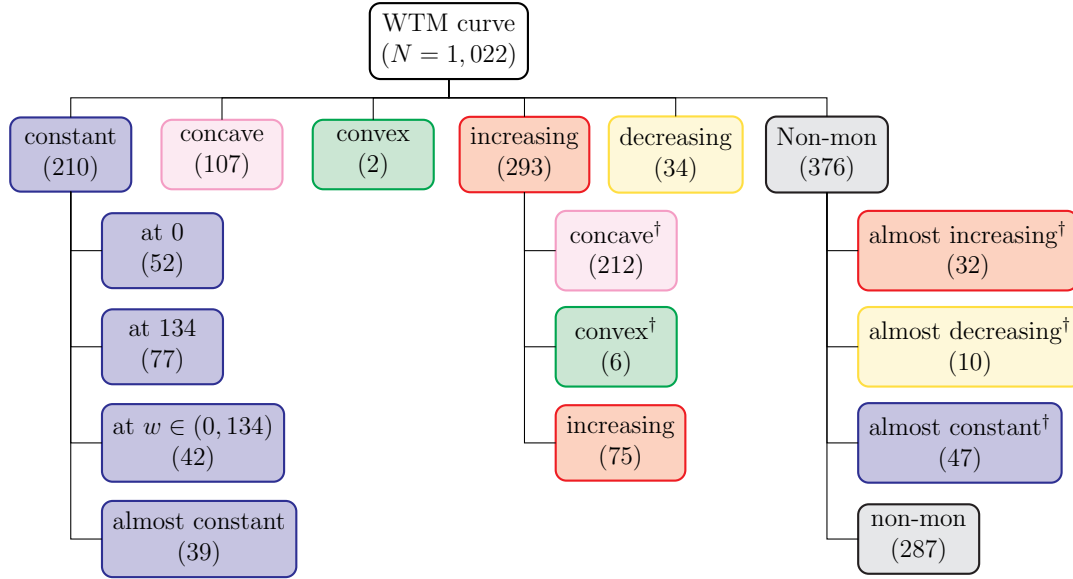 WTM curve
(N = 1, 022)
constant
(210)
concave
(107)
convex
(2)
increasing
(293)
decreasing
(34)
Non-mon
(376)
at 0
(52)
at 134
(77)
at w ∈ (0, 134)
(42)
almost constant
(39)
concave†
(212)
convex†
(6)
increasing
(75)
almost increasing†
(32)
almost decreasing†
(10)
almost constant†
(47)
non-mon
(287)